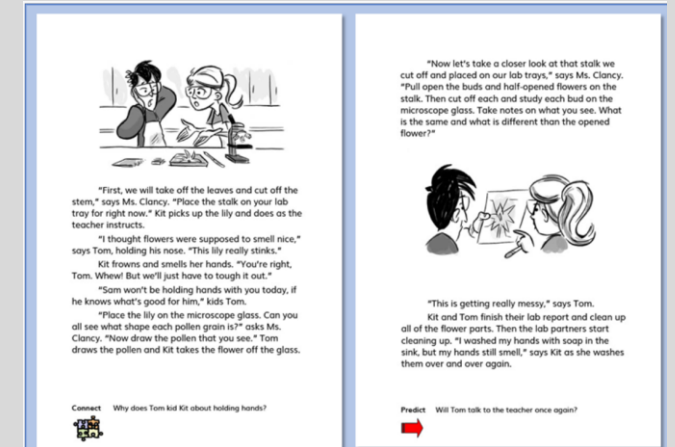 "First, we will take off the leaves and cut off the
stem," says Ms. Clancy. "Place the stalk on your lab
tray for right now." Kit picks up the lily and does as the
teacher instructs.
"I thought flowers were supposed to smell nice,"
says Tom, holding his nose. "This lily really stinks."
Kit frowns and smells her hands. "You're right,
Tom. Whew! But we'll just have to tough it out."
"Sam won't be holding hands with you today, if
he knows what's good for him," kids Tom.
"Place the lily on the microscope glass. Can you
all see what shape each pollen grain is?" asks Ms.
Clancy. "Now draw the pollen that you see." Tom
draws the pollen and Kit takes the flower off the glass.
Connect Why does Tom kid Kit about holding hands?
"Now let's take a closer look at that stalk we
cut off and placed on our lab trays," says Ms. Clancy.
"Pull open the buds and half-opened flowers on the
stalk. Then cut off each and study each bud on the
microscope glass. Take notes on what you see. What
is the same and what is different than the opened
flower?"
"This is getting really messy," says Tom.
Kit and Tom finish their lab report and clean up
all of the flower parts. Then the lab partners start
cleaning up. "I washed my hands with soap in the
sink, but my hands still smell," says Kit as she washes
them over and over again.
Predict Will Tom talk to the teacher once again?